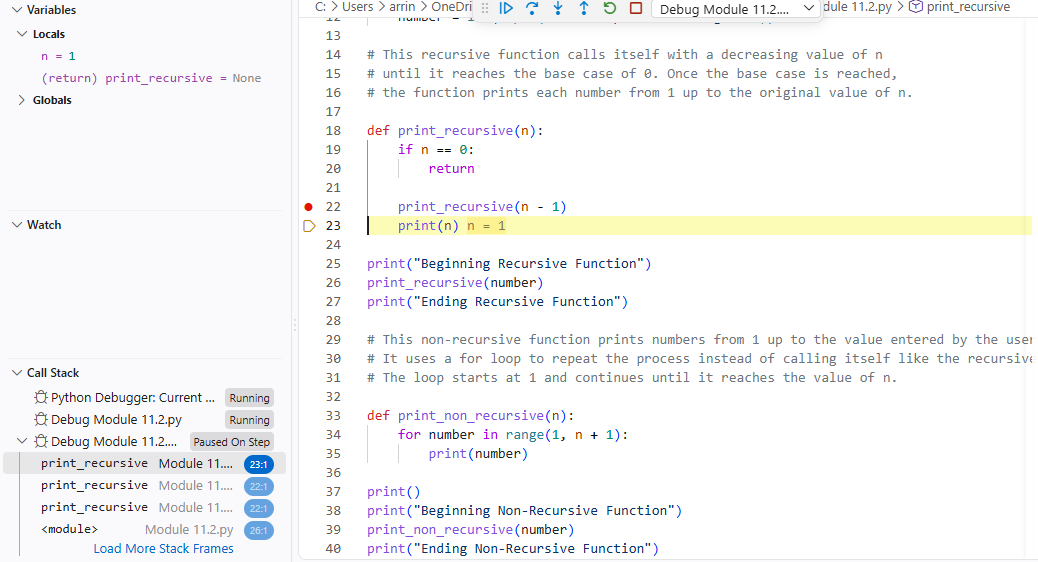 Variables
Locals
n = 1
(return) print_recursive = None
Globals
Watch
Call Stack
Python Debugger: Current ... Running
Debug Module 11.2.py Running
Debug Module 11.2.... Paused On Step
print_recursive Module 11.... 23:1
print_recursive Module 11.... 22:1
print_recursive Module 11.... 22:1
<module> Module 11.2.py 26:1
Load More Stack Frames
C: > Users > arrin > OneDri
Debug Module 11.2....
dule 11.2.py > print_recursive
12 number =
13
14 # This recursive function calls itself with a decreasing value of n
15 # until it reaches the base case of 0. Once the base case is reached,
16 # the function prints each number from 1 up to the original value of n.
17
18 def print_recursive(n):
19 if n == 0:
20 return
21
22 print_recursive(n - 1)
23 print(n) n = 1
24
25 print("Beginning Recursive Function")
26 print_recursive(number)
27 print("Ending Recursive Function")
28
29 # This non-recursive function prints numbers from 1 up to the value entered by the user
30 # It uses a for loop to repeat the process instead of calling itself like the recursive
31 # The loop starts at 1 and continues until it reaches the value of n.
32
33 def print_non_recursive(n):
34 for number in range(1, n + 1):
35 print(number)
36
37 print()
38 print("Beginning Non-Recursive Function")
39 print_non_recursive(number)
40 print("Ending Non-Recursive Function")